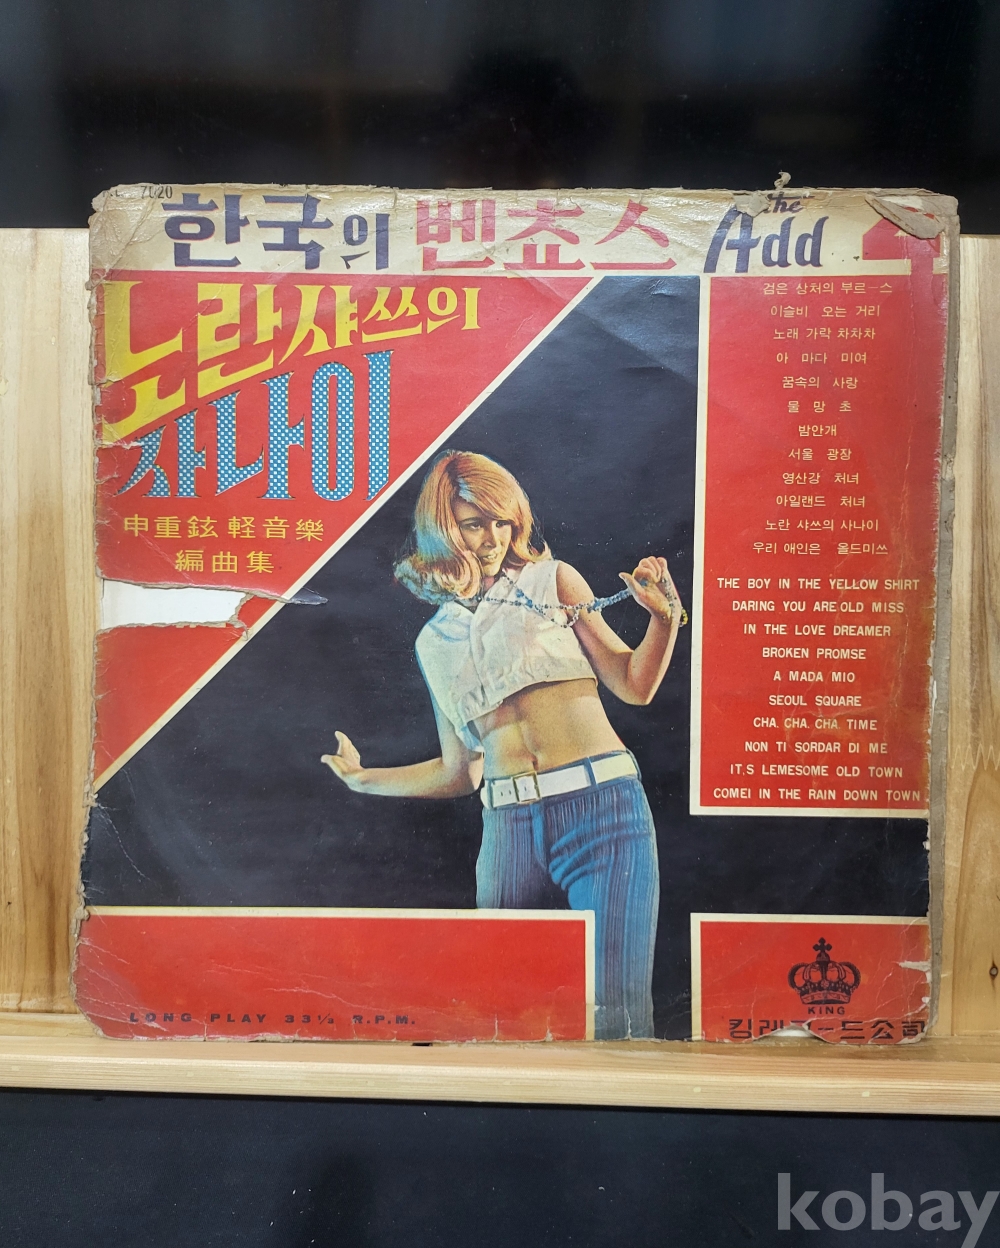 7020
한국의 벤쵸스 "the" Add 4
노란샤쓰의
사나이
申重鉉 軽音樂
編曲集
검은 상처의 부르—스
이슬비 오는 거리
노래 가락 차차차
아 마다 미여
꿈속의 사랑
물 망 초
밤안개
서울 광장
영산강 처녀
아일랜드 처녀
노란 샤쓰의 사나이
우리 애인은 올드미쓰
THE BOY IN THE YELLOW SHIRT
DARING YOU ARE OLD MISS
IN THE LOVE DREAMER
BROKEN PROMSE
A MADA MIO
SEOUL SQUARE
CHA. CHA. CHA. TIME
NON TI SORDAR DI ME
IT,S LEMESOME OLD TOWN
COMEI IN THE RAIN DOWN TOWN
LONG PLAY 33⅓ R.P.M.
KING
킹레코—드公司
kobay